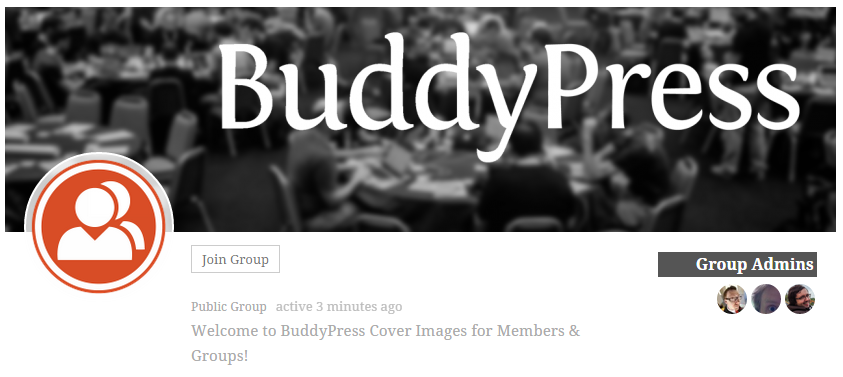 BuddyPress
Join Group
Group Admins
Public Group active 3 minutes ago
Welcome to BuddyPress Cover Images for Members &
Groups!